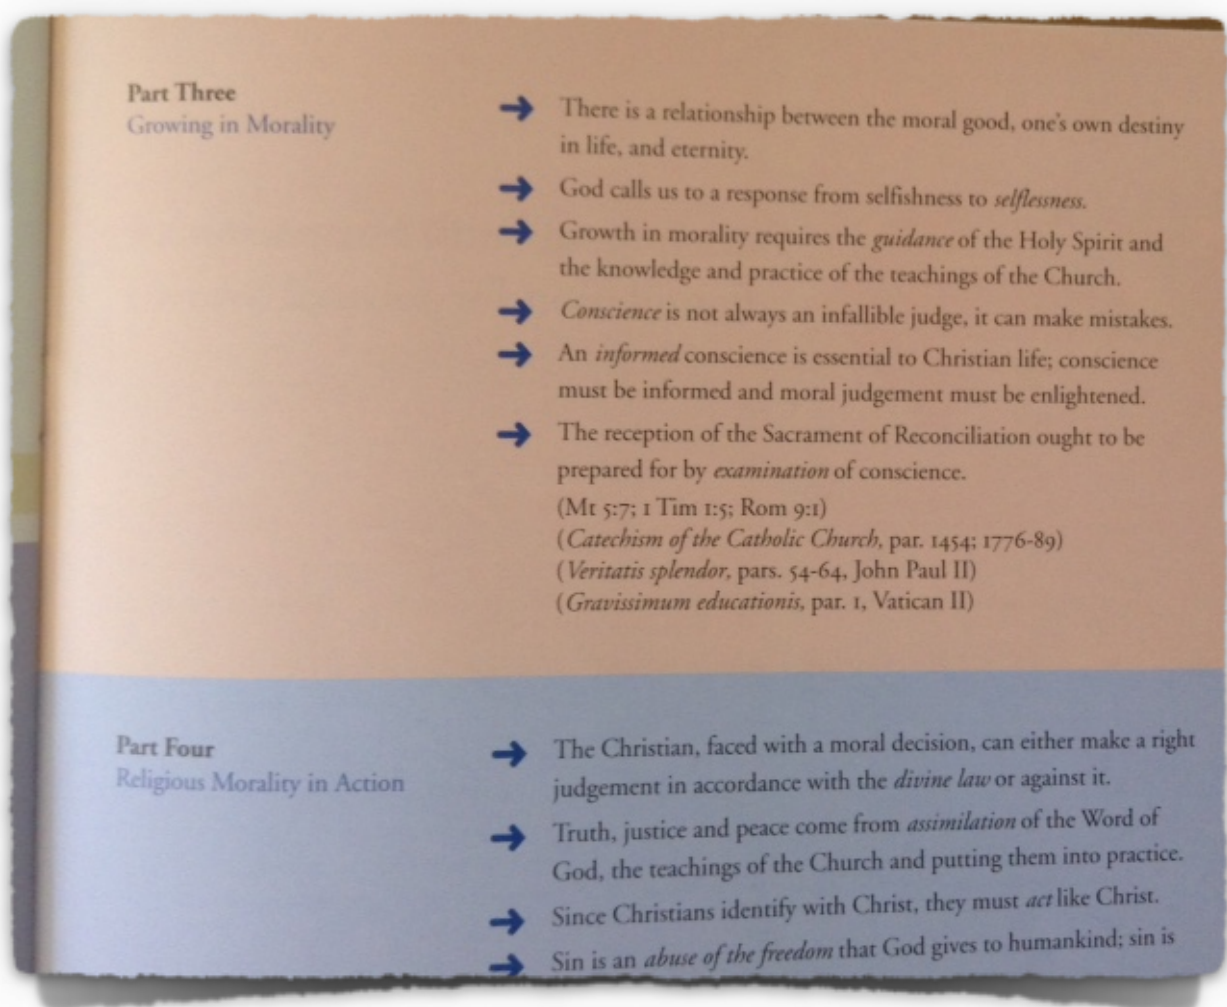 Part Three
Growing in Morality
→ There is a relationship between the moral good, one's own destiny
in life, and eternity.
→ God calls us to a response from selfishness to selflessness.
→ Growth in morality requires the guidance of the Holy Spirit and
the knowledge and practice of the teachings of the Church.
→ Conscience is not always an infallible judge, it can make mistakes.
→ An informed conscience is essential to Christian life; conscience
must be informed and moral judgement must be enlightened.
→ The reception of the Sacrament of Reconciliation ought to be
prepared for by examination of conscience.
(Mt 5:7; 1 Tim 1:5; Rom 9:1)
(Catechism of the Catholic Church, par. 1454; 1776-89)
(Veritatis splendor, pars. 54-64, John Paul II)
(Gravissimum educationis, par. 1, Vatican II)
Part Four
Religious Morality in Action
→ The Christian, faced with a moral decision, can either make a right
judgement in accordance with the divine law or against it.
→ Truth, justice and peace come from assimilation of the Word of
God, the teachings of the Church and putting them into practice.
→ Since Christians identify with Christ, they must act like Christ.
→ Sin is an abuse of the freedom that God gives to humankind; sin is